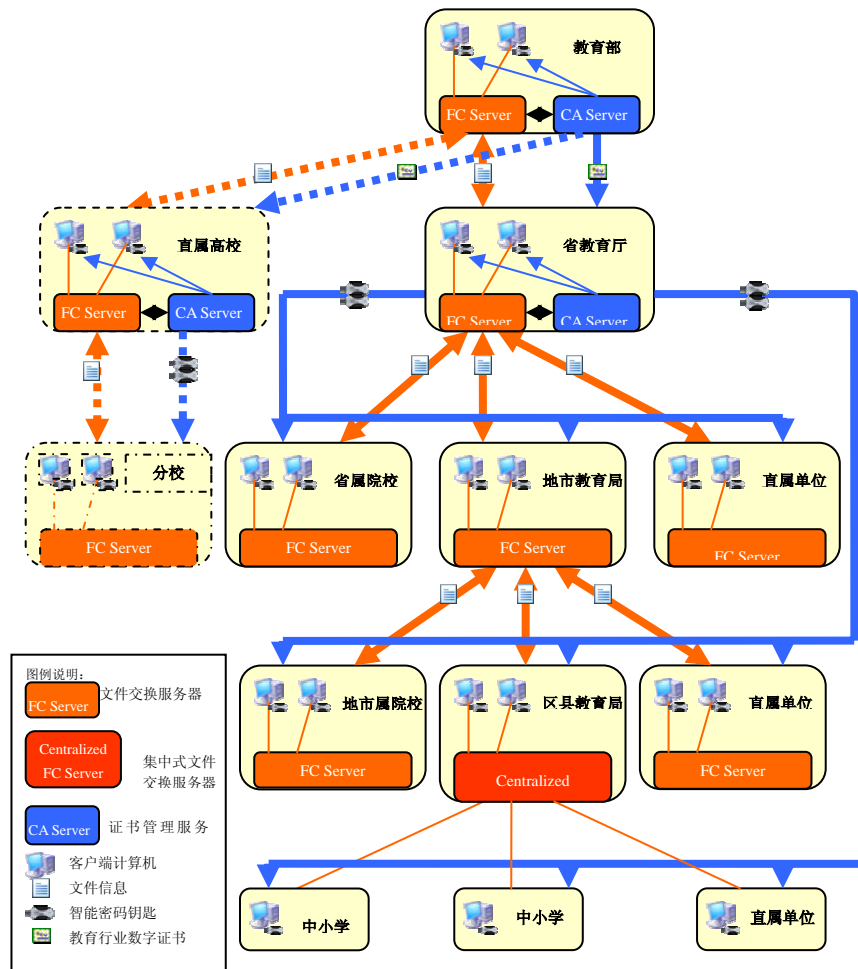 教育部
FC Server
CA Server
直属高校
FC Server
CA Server
省教育厅
FC Server
CA Server
分校
FC Server
省属院校
FC Server
地市教育局
FC Server
直属单位
FC Server
地市属院校
FC Server
区县教育局
Centralized
直属单位
FC Server
中小学
中小学
直属单位
图例说明：
FC Server
文件交换服务器
Centralized
FC Server
集中式文件
交换服务器
CA Server
证书管理服务
客户端计算机
文件信息
智能密码钥匙
教育行业数字证书